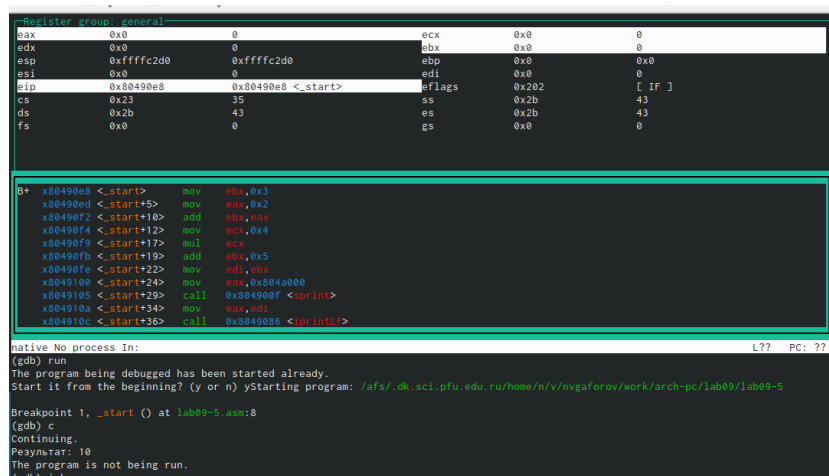 Register group: general
eax 0x0 0 ecx 0x0 0
edx 0x0 0 ebx 0x0 0
esp 0xffffc2d0 0xffffc2d0 ebp 0x0 0x0
esi 0x0 0 edi 0x0 0
eip 0x80490e8 0x80490e8 <_start> eflags 0x202 [ IF ]
cs 0x23 35 ss 0x2b 43
ds 0x2b 43 es 0x2b 43
fs 0x0 0 gs 0x0 0
B+ x80490e8 <_start> mov ebx,0x3
x80490ed <_start+5> mov eax,0x2
x80490f2 <_start+10> add ebx,eax
x80490f4 <_start+12> mov ecx,0x4
x80490f9 <_start+17> mul ecx
x80490fb <_start+19> add ebx,0x5
x80490fe <_start+22> mov edi,ebx
x8049100 <_start+24> mov eax,0x804a000
x8049105 <_start+29> call 0x804900f <sprint>
x804910a <_start+34> mov eax,edi
x804910c <_start+36> call 0x8049086 <iprintLF>
native No process In: L?? PC: ??
(gdb) run
The program being debugged has been started already.
Start it from the beginning? (y or n) yStarting program: /afs/.dk.sci.pfu.edu.ru/home/n/v/nvgaforov/work/arch-pc/lab09/lab09-5
Breakpoint 1, _start () at lab09-5.asm:8
(gdb) c
Continuing.
Результат: 10
The program is not being run.